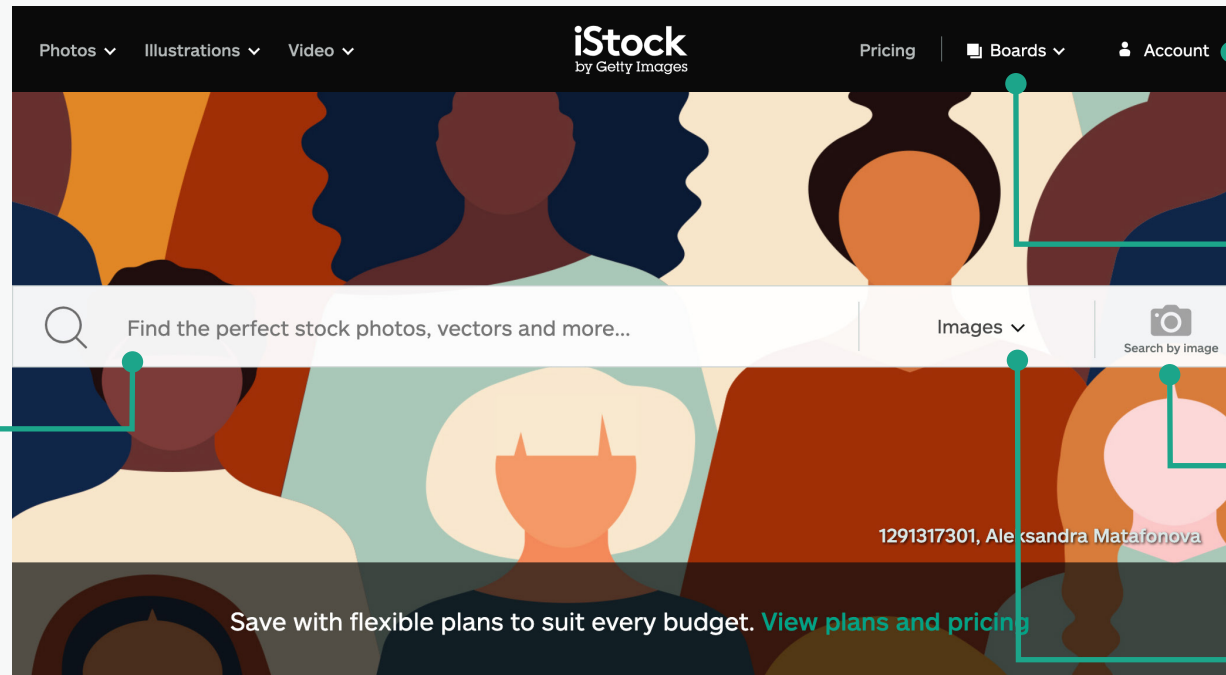 Photos Illustrations Video
iStock
by Getty Images
Pricing Boards Account
Find the perfect stock photos, vectors and more...
Images
Search by image
1291317301, Aleksandra Matafonova
Save with flexible plans to suit every budget. View plans and pricing